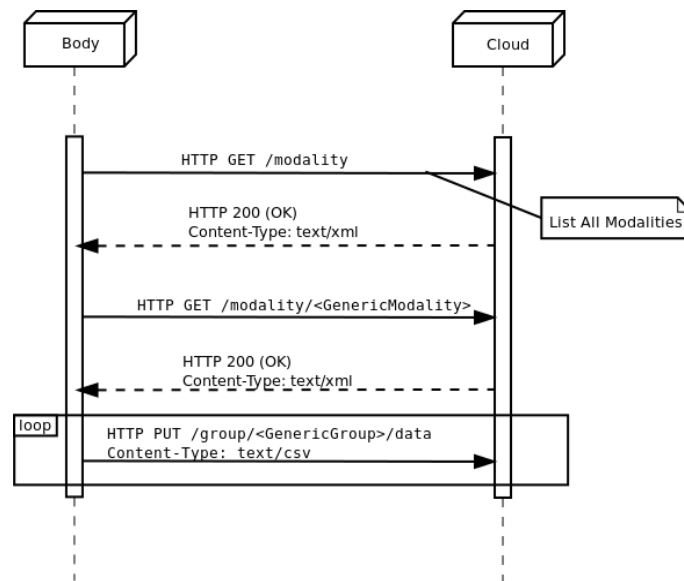 Body
Cloud
HTTP GET /modality
List All Modalities
HTTP 200 (OK)
Content-Type: text/xml
HTTP GET /modality/<GenericModality>
HTTP 200 (OK)
Content-Type: text/xml
loop
HTTP PUT /group/<GenericGroup>/data
Content-Type: text/csv